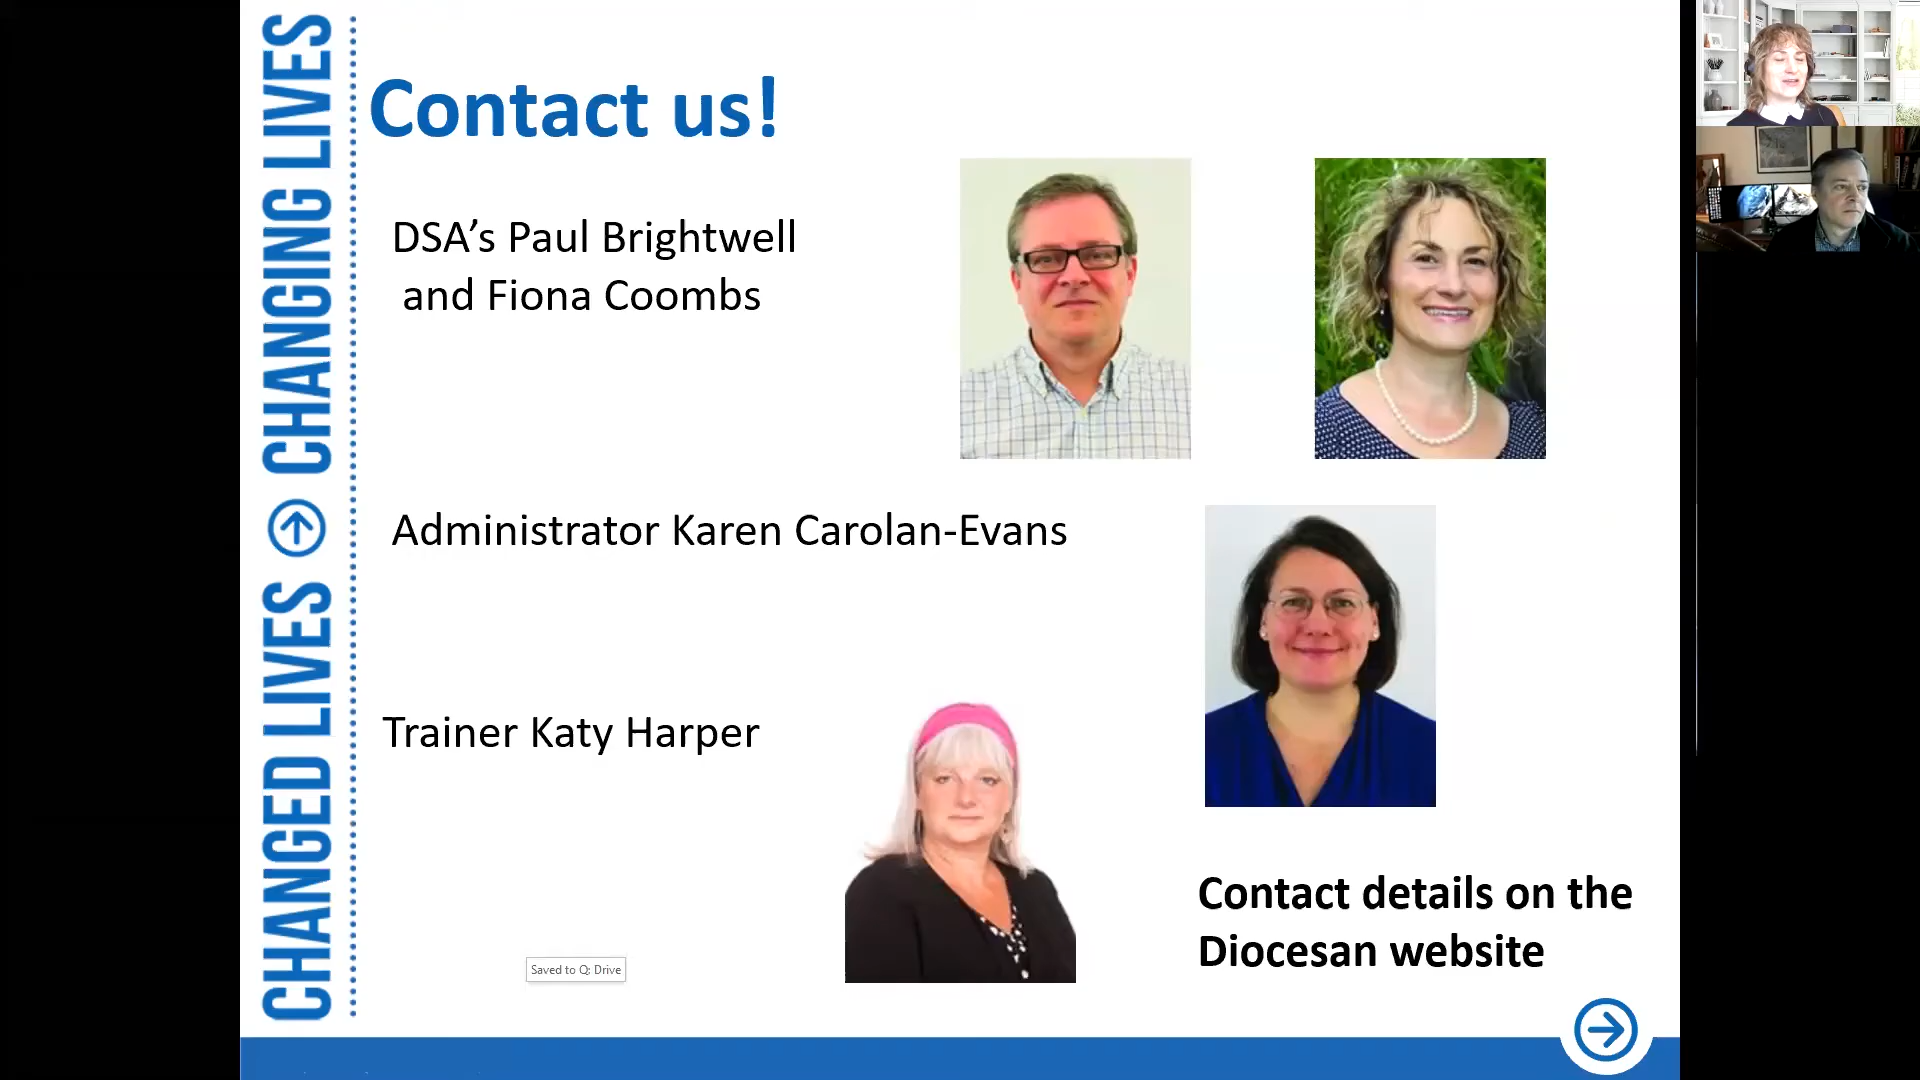 CHANGED LIVES → CHANGING LIVES
Contact us!
DSA’s Paul Brightwell
and Fiona Coombs
Administrator Karen Carolan-Evans
Trainer Katy Harper
Contact details on the
Diocesan website
Saved to Q: Drive